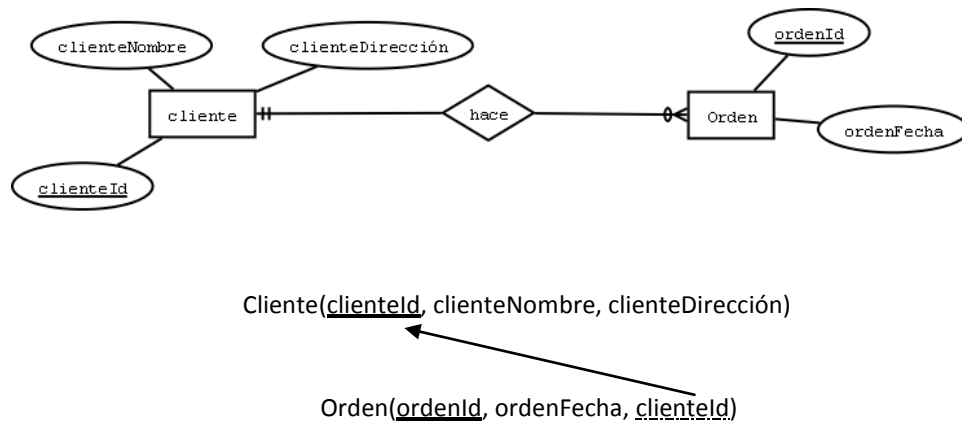 clienteNombre
clienteDirección
ordenId
cliente
hace
Orden
ordenFecha
clienteId
Cliente(clienteId, clienteNombre, clienteDirección)
Orden(ordenId, ordenFecha, clienteId)